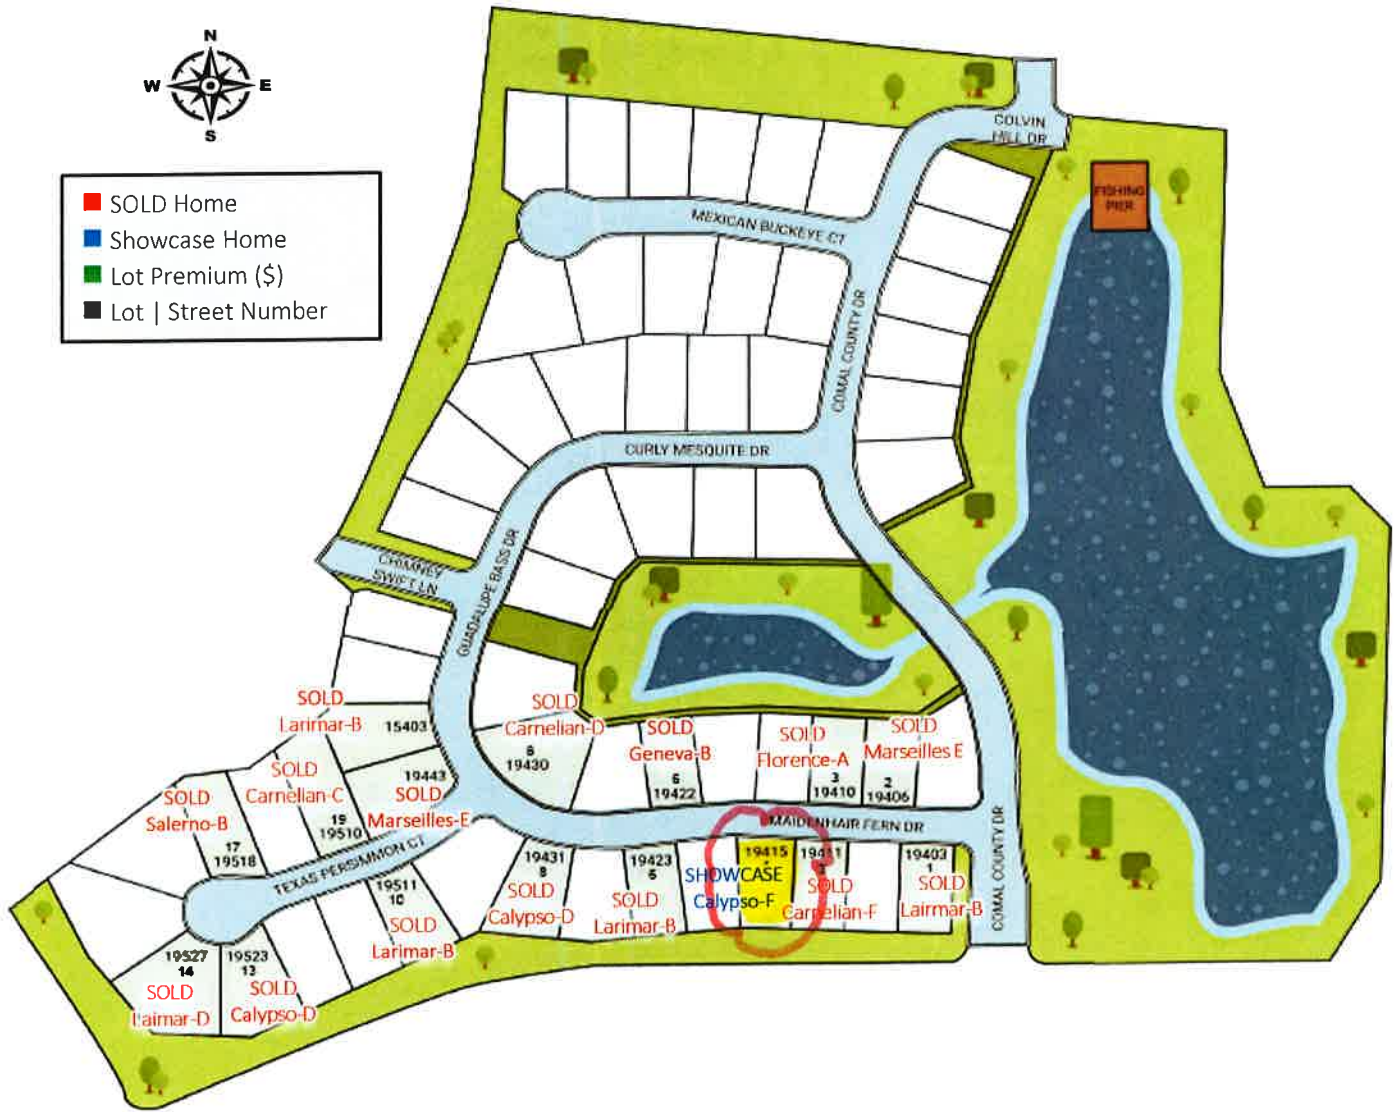 N
W E
S
SOLD Home
Showcase Home
Lot Premium ($)
Lot | Street Number
COLVIN
HILL DR
FISHING
PIER
MEXICAN BUCKEYE CT
COMAL COUNTY DR
CURLY MESQUITE DR
CHIMNEY
SWIFT LN
GUADALUPE BASS DR
SOLD
Larimar-B
15403
SOLD
Carnelian-D
8
19430
SOLD
Geneva-B
6
19422
SOLD
Florence-A
3
19410
SOLD
Marseilles E
2
19406
SOLD
Salerno-B
17
19518
SOLD
Carnelian-C
19
19510
19443
SOLD
Marseilles-E
MAIDENHAIR FERN DR
COMAL COUNTY DR
TEXAS PERSIMMON CT
19511
10
SOLD
Larimar-B
19431
8
SOLD
Calypso-D
19423
6
SOLD
Larimar-B
19415
SHOWCASE
Calypso-F
19411
SOLD
Carnelian-F
19403
1
SOLD
Lairmar-B
19527
14
SOLD
Laimar-D
19523
13
SOLD
Calypso-D